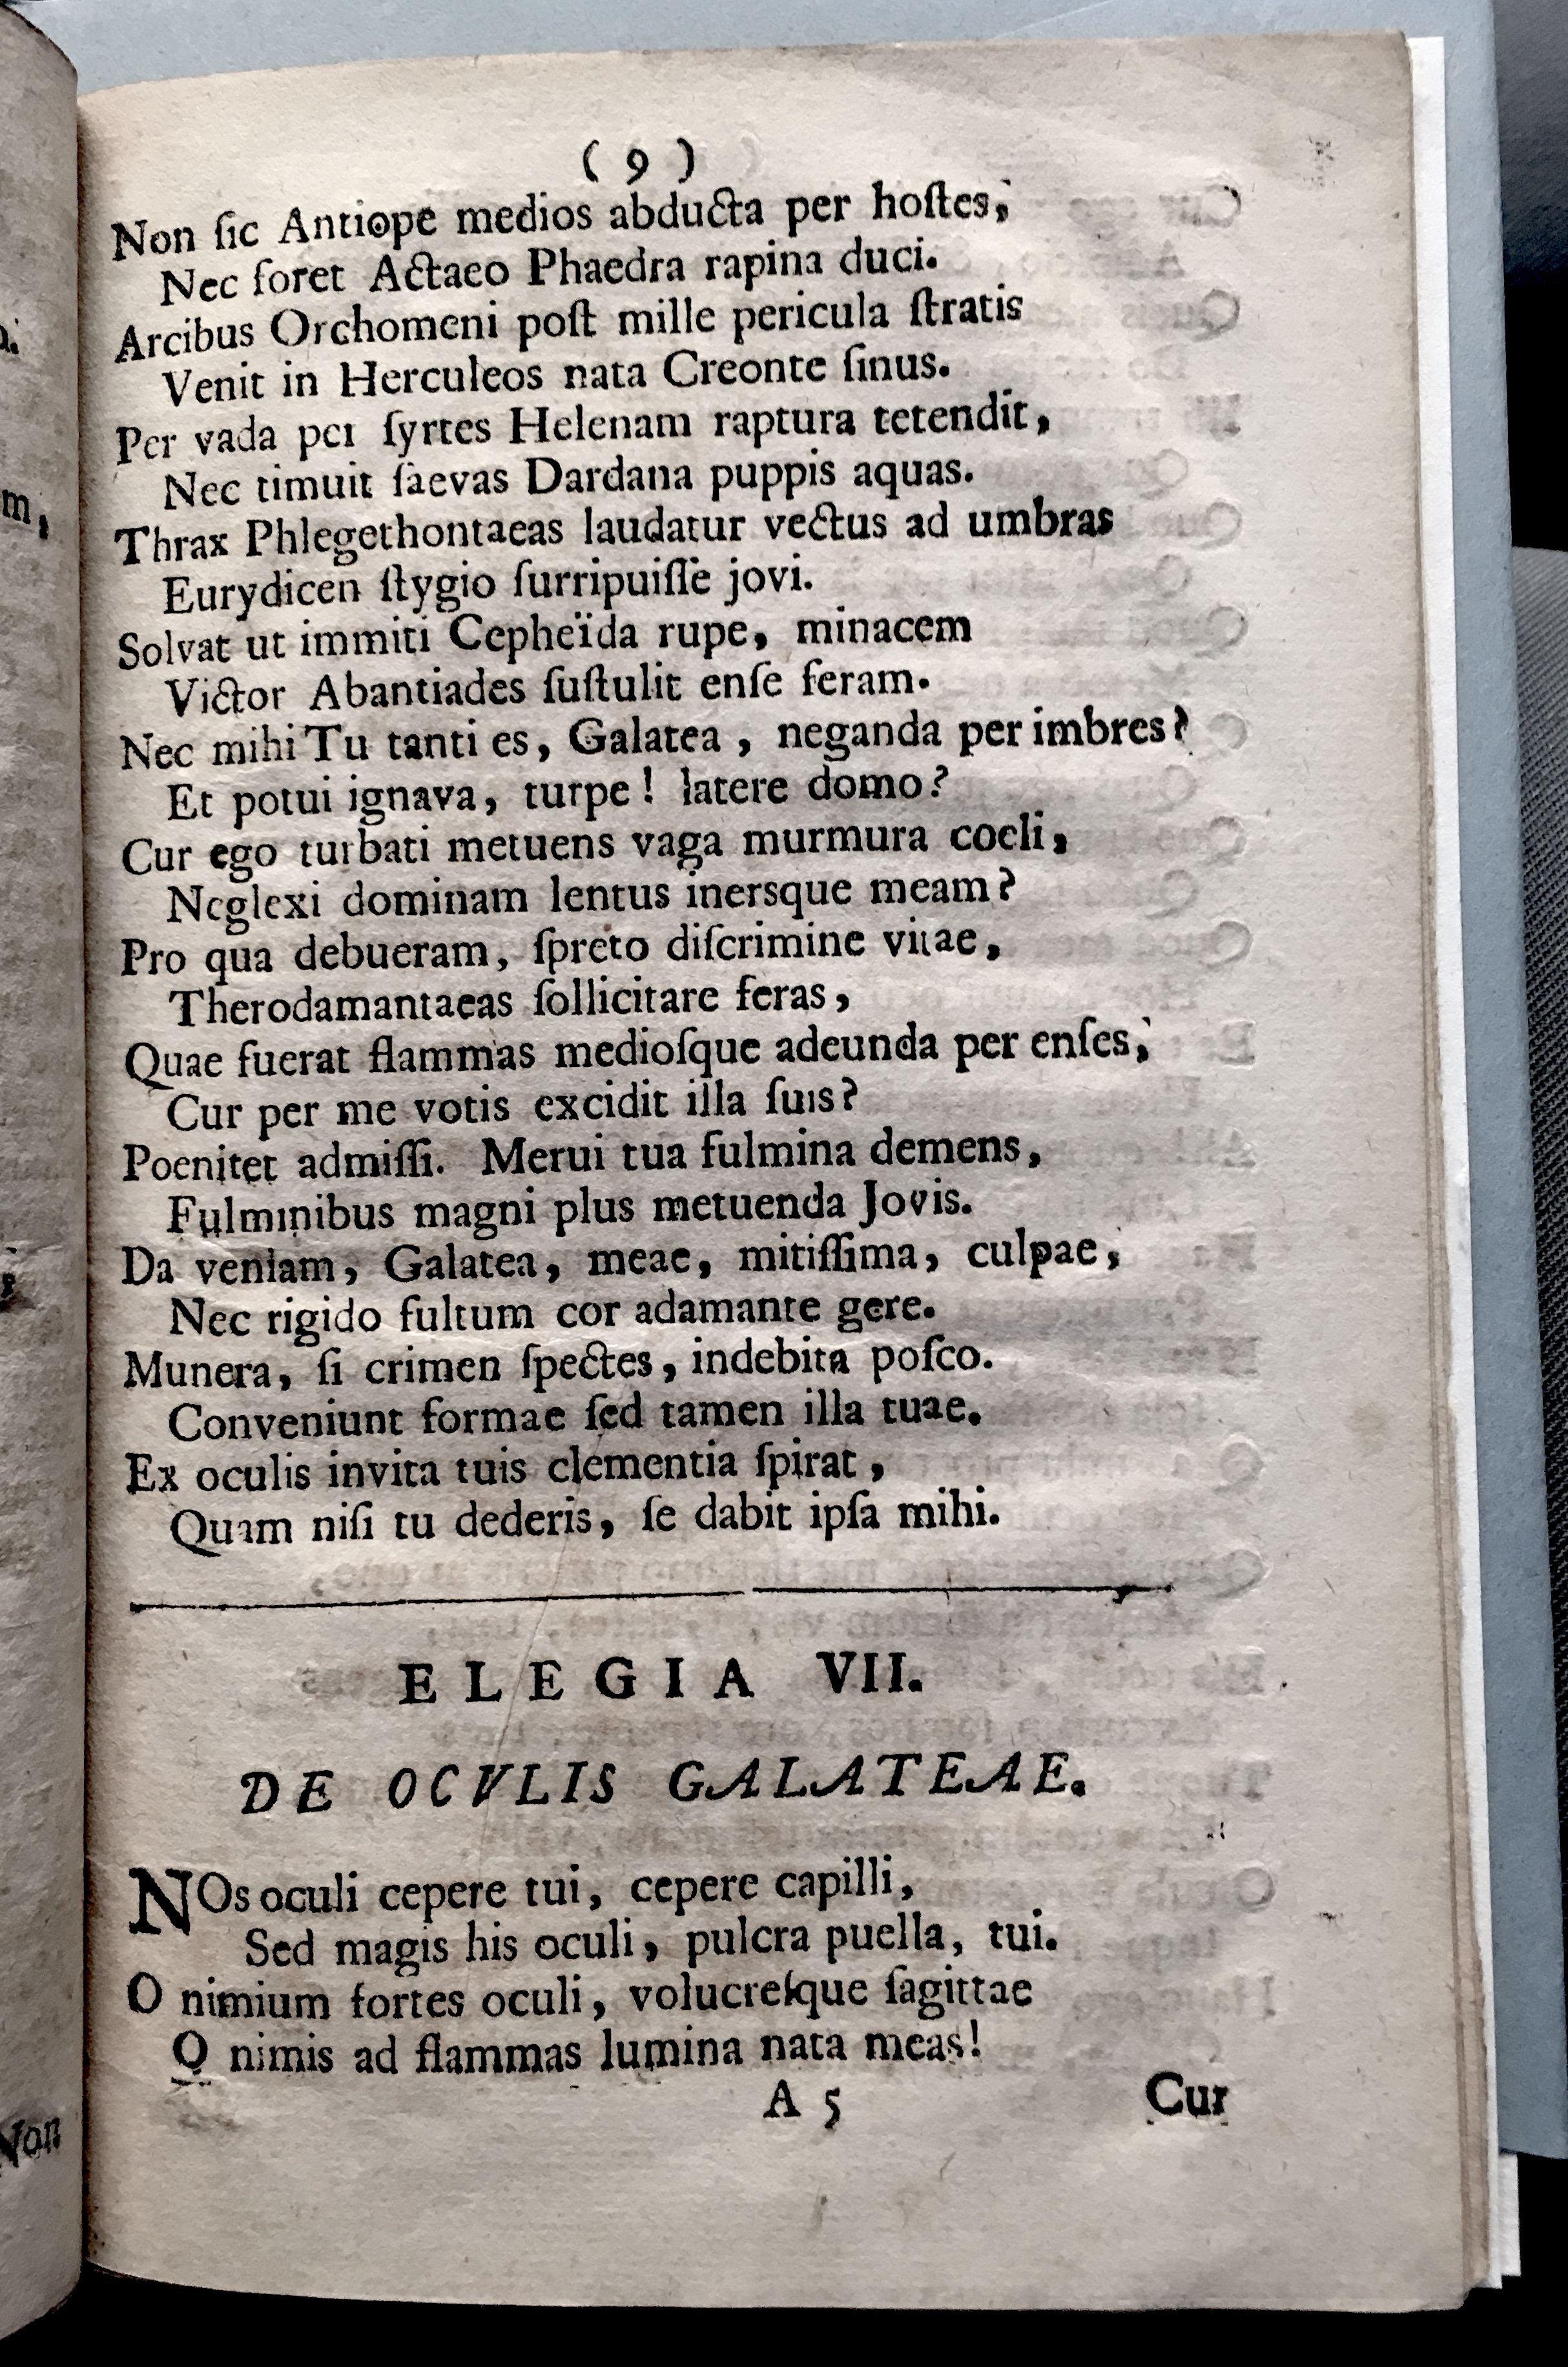 ( 9 )
Non ſic Antiope medios abducta per hoſtes,
Nec foret Actaeo Phaedra rapina duci.
Arcibus Orchomeni poſt mille pericula ſtratis
Venit in Herculeos nata Creonte ſinus.
Per vada per ſyrtes Helenam raptura tetendit,
Nec timuit ſaevas Dardana puppis aquas.
Thrax Phlegethontaeas laudatur vectus ad umbras
Eurydicen ſtygio ſurripuiſſe jovi.
Solvat ut immiti Cepheïda rupe, minacem
Victor Abantiades ſuſtulit enſe feram.
Nec mihi Tu tanti es, Galatea, neganda per imbres?
Et potui ignava, turpe! latere domo?
Cur ego turbati metuens vaga murmura coeli,
Neglexi dominam lentus inersque meam?
Pro qua debueram, ſpreto diſcrimine vitae,
Therodamantaeas ſollicitare feras,
Quae fuerat flammas medioſque adeunda per enſes,
Cur per me votis excidit illa ſuis?
Poenitet admiſſi. Merui tua fulmina demens,
Fulminibus magni plus metuenda Jovis.
Da veniam, Galatea, meae, mitiſſima, culpae,
Nec rigido fultum cor adamante gere.
Munera, ſi crimen ſpectes, indebita poſco.
Conveniunt formae ſed tamen illa tuae.
Ex oculis invita tuis clementia ſpirat,
Quam niſi tu dederis, ſe dabit ipſa mihi.
ELEGIA VII.
DE OCVLIS GALATEAE.
NOs oculi cepere tui, cepere capilli,
Sed magis his oculi, pulcra puella, tui.
O nimium fortes oculi, volucreſque ſagittae
O nimis ad flammas lumina nata meas!
A 5
Cur
m,
Non